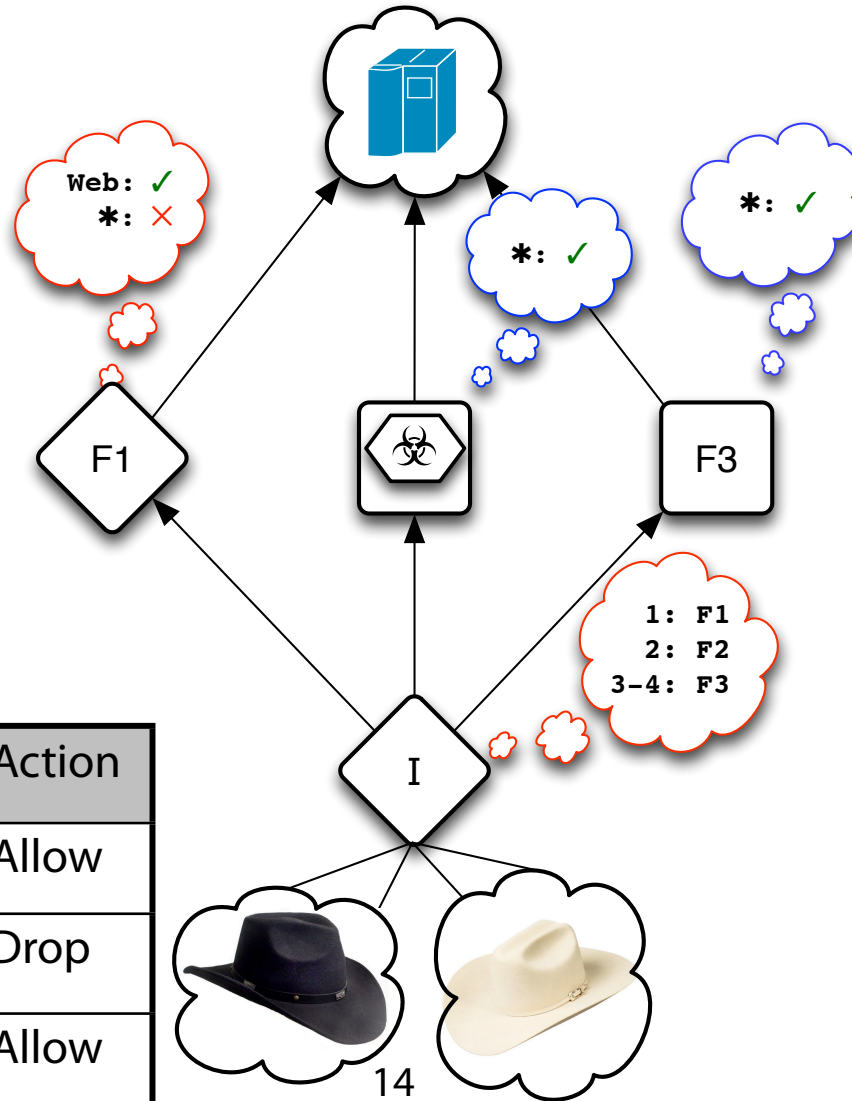 Web: ✓
*: ✕
*: ✓
*: ✓
F1
F3
1: F1
2: F2
3-4: F3
I
Action
Allow
Drop
Allow
14